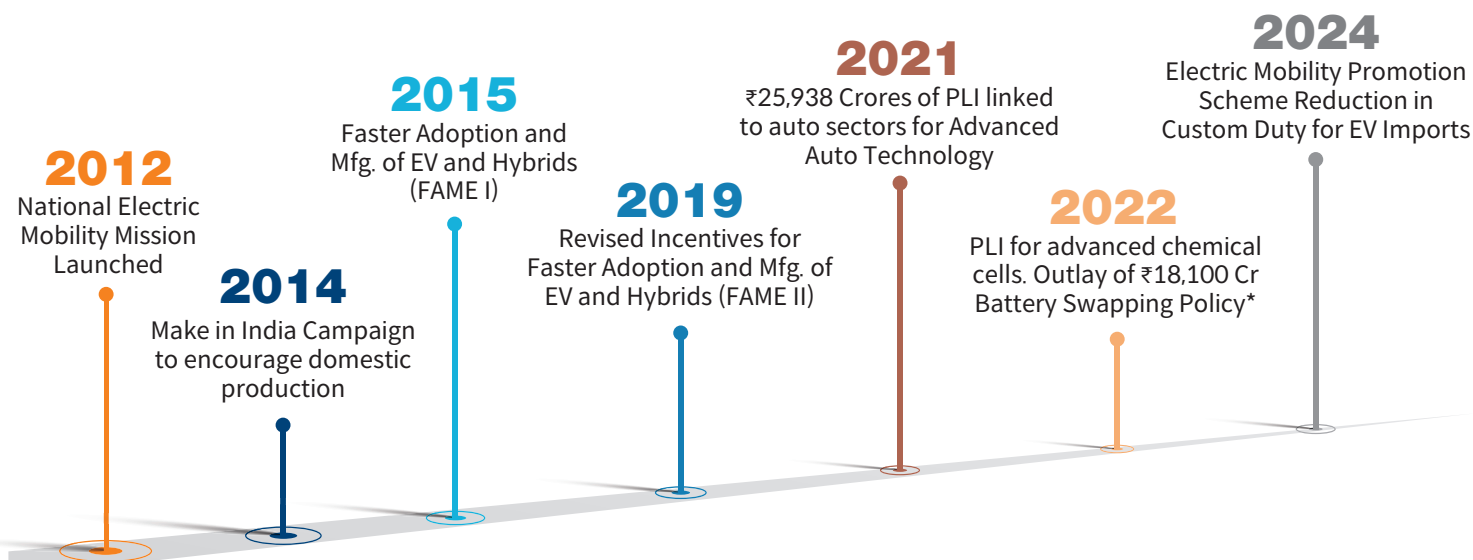 2012
National Electric
Mobility Mission
Launched
2014
Make in India Campaign
to encourage domestic
production
2015
Faster Adoption and
Mfg. of EV and Hybrids
(FAME I)
2019
Revised Incentives for
Faster Adoption and Mfg. of
EV and Hybrids (FAME II)
2021
₹25,938 Crores of PLI linked
to auto sectors for Advanced
Auto Technology
2022
PLI for advanced chemical
cells. Outlay of ₹18,100 Cr
Battery Swapping Policy*
2024
Electric Mobility Promotion
Scheme Reduction in
Custom Duty for EV Imports